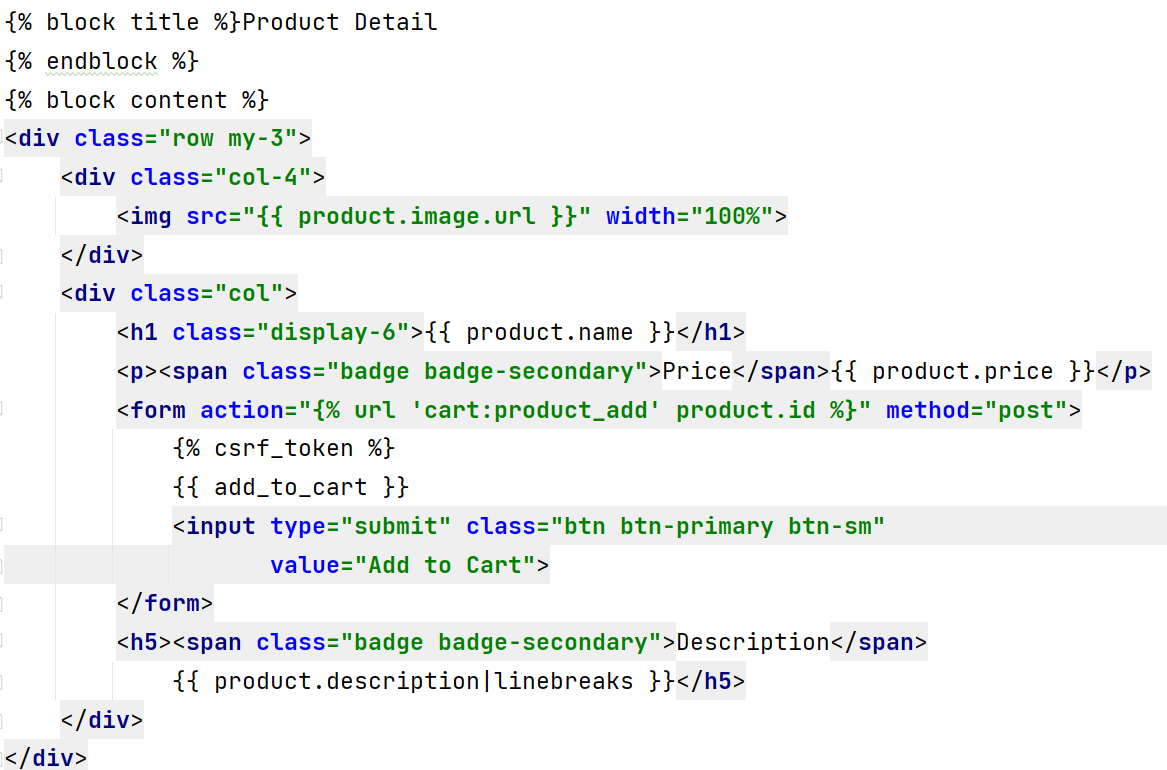 {% block title %}Product Detail
{% endblock %}
{% block content %}
<div class="row my-3">
    <div class="col-4">
        <img src="{{ product.image.url }}" width="100%">
    </div>
    <div class="col">
        <h1 class="display-6">{{ product.name }}</h1>
        <p><span class="badge badge-secondary">Price</span>{{ product.price }}</p>
        <form action="{% url 'cart:product_add' product.id %}" method="post">
            {% csrf_token %}
            {{ add_to_cart }}
            <input type="submit" class="btn btn-primary btn-sm"
                   value="Add to Cart">
        </form>
        <h5><span class="badge badge-secondary">Description</span>
            {{ product.description|linebreaks }}</h5>
    </div>
</div>